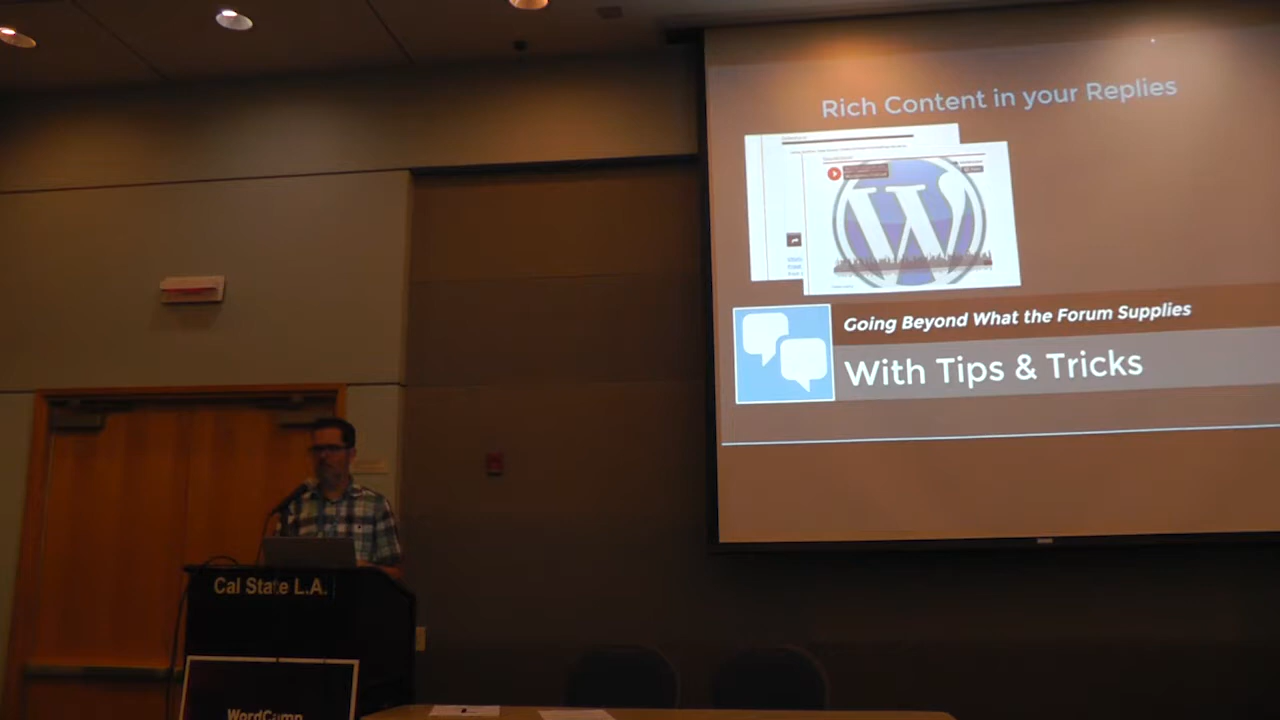 Rich Content in your Replies
W
Going Beyond What the Forum Supplies
With Tips & Tricks
Cal State L.A.
WordCamp